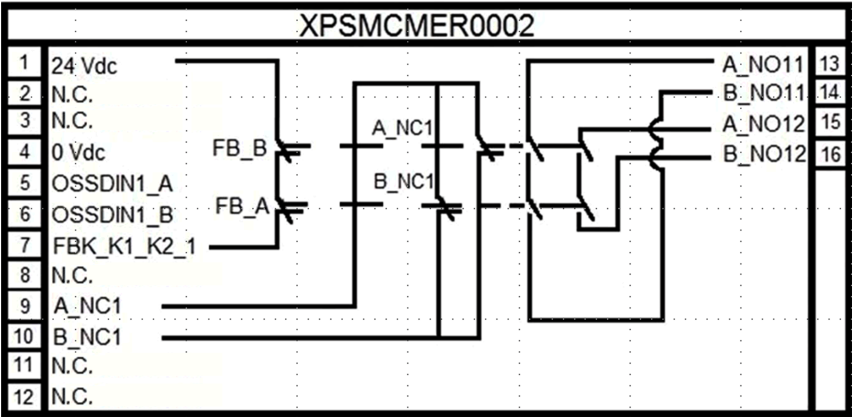 XPSMCMER0002
1 24 Vdc
2 N.C.
3 N.C.
4 0 Vdc
5 OSSDIN1_A
6 OSSDIN1_B
7 FBK_K1_K2_1
8 N.C.
9 A_NC1
10 B_NC1
11 N.C.
12 N.C.
FB_B
FB_A
A_NC1
B_NC1
A_NO11 13
B_NO11 14
A_NO12 15
B_NO12 16